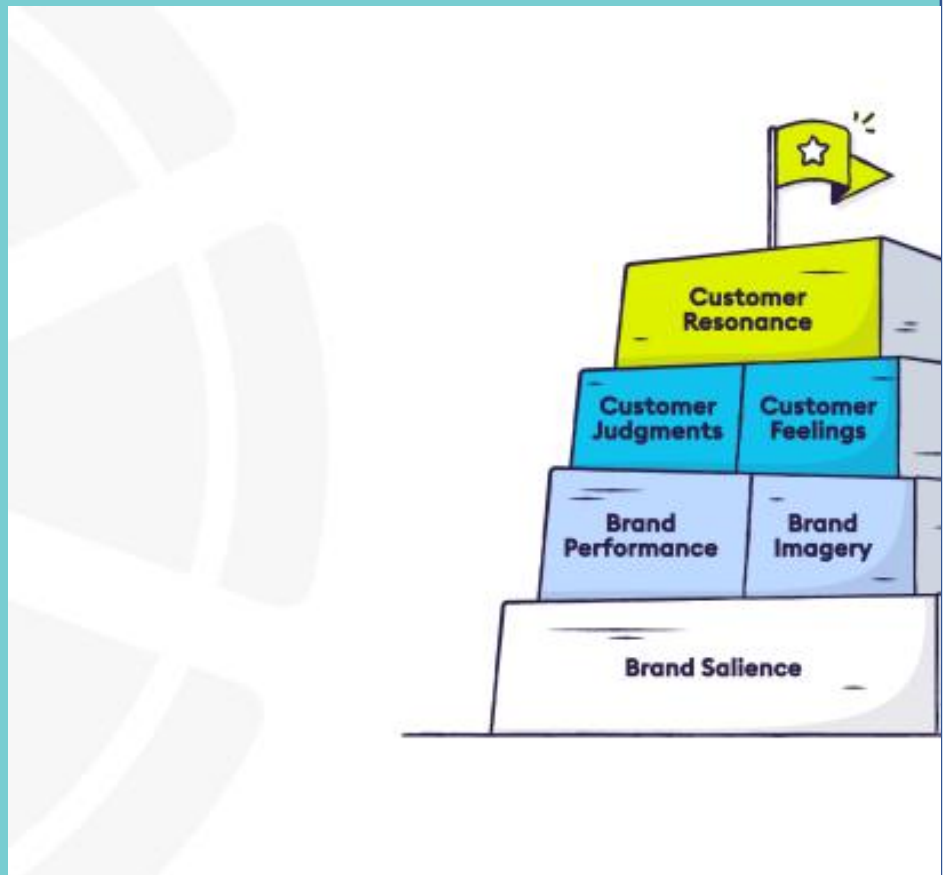 Customer
Resonance
Customer
Judgments
Customer
Feelings
Brand
Performance
Brand
Imagery
Brand Salience